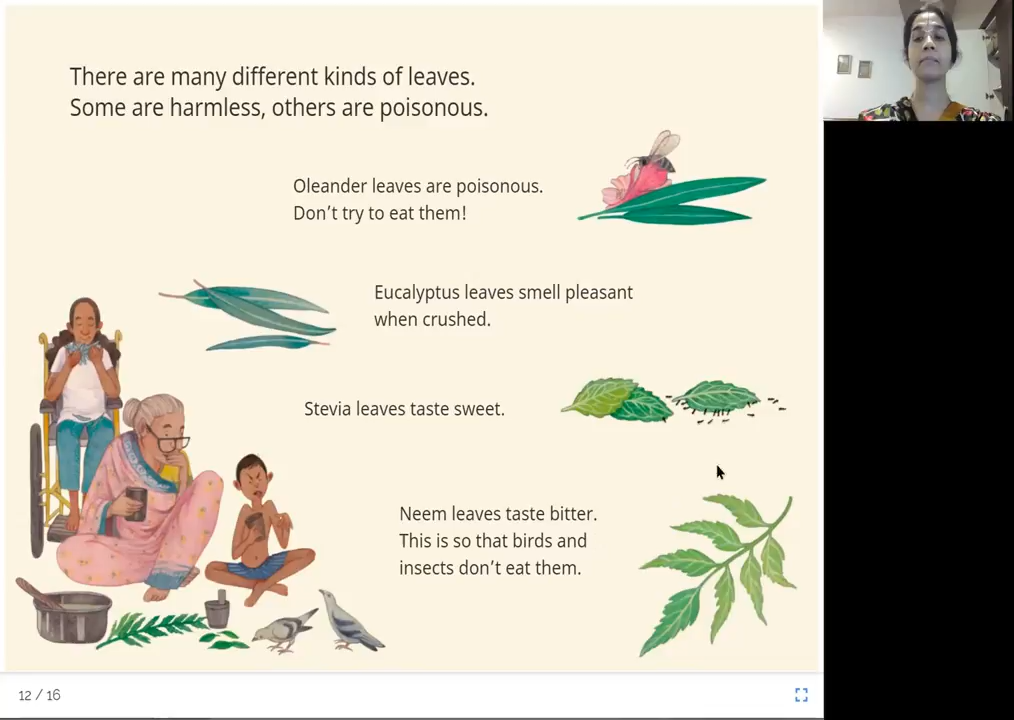 There are many different kinds of leaves.
Some are harmless, others are poisonous.
Oleander leaves are poisonous.
Don't try to eat them!
Eucalyptus leaves smell pleasant
when crushed.
Stevia leaves taste sweet.
Neem leaves taste bitter.
This is so that birds and
insects don't eat them.
12 / 16